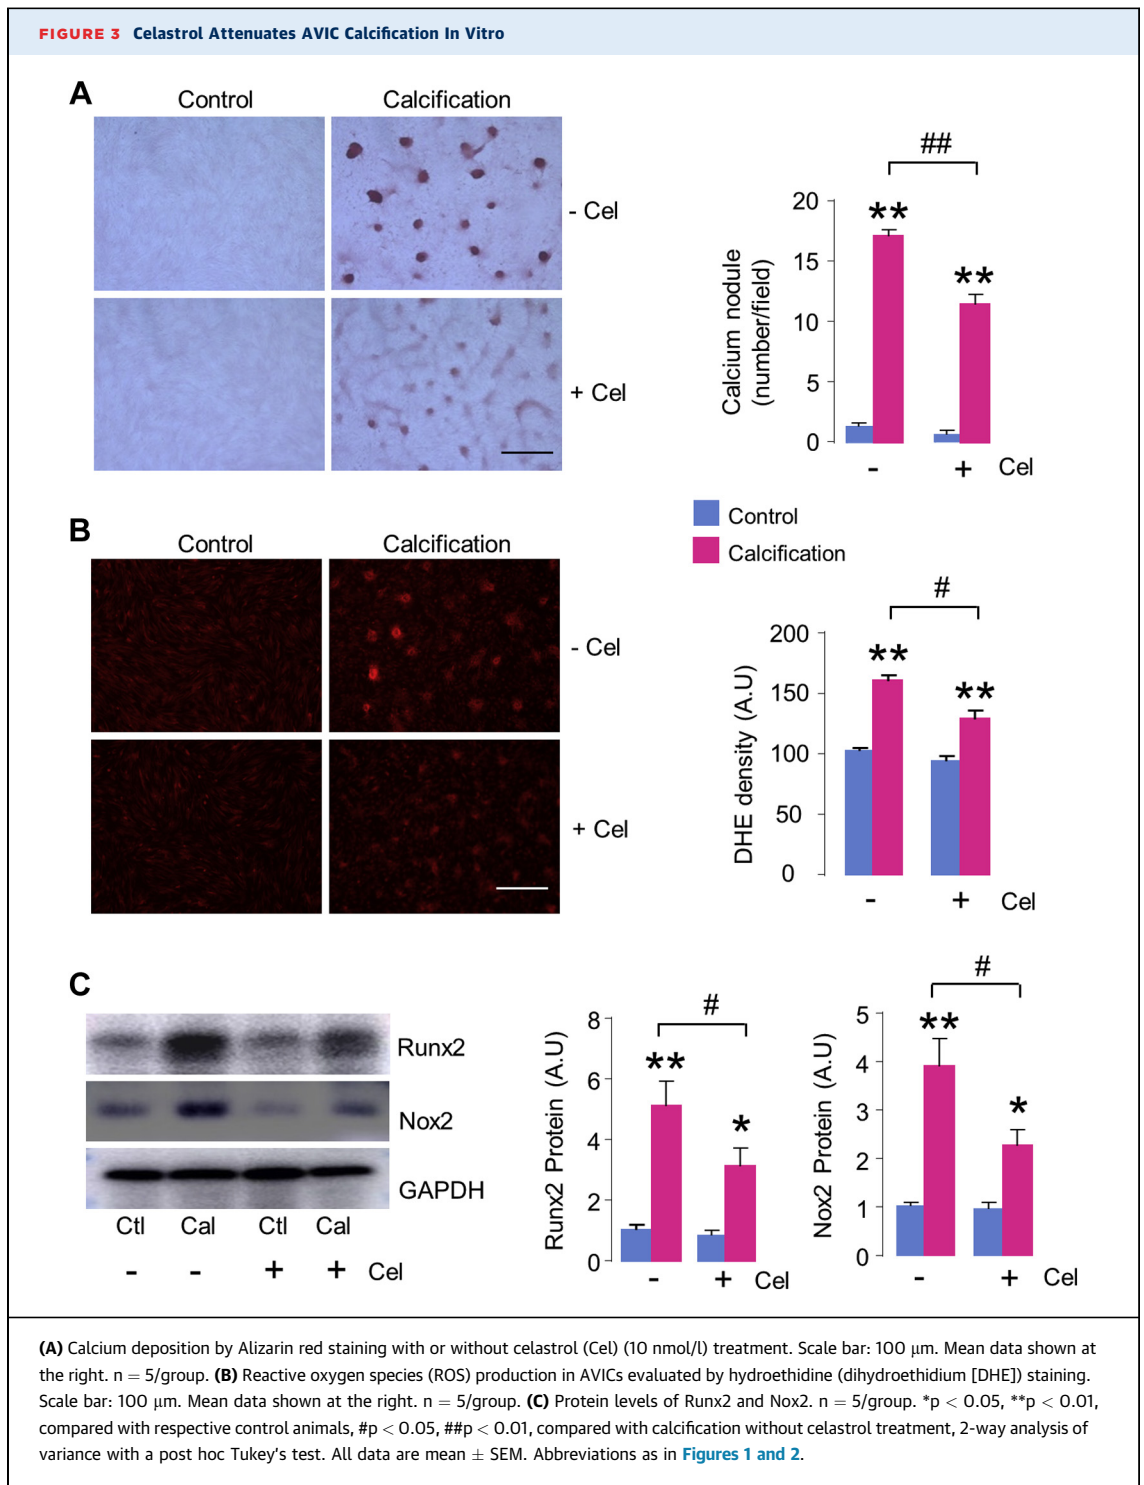 FIGURE 3 Celastrol Attenuates AVIC Calcification In Vitro
A
Control Calcification
- Cel
+ Cel
##
20
15
10
5
0
**
**
Calcium nodule
(number/field)
- + Cel
Control
Calcification
B
Control Calcification
- Cel
+ Cel
#
200
150
100
50
0
**
**
DHE density (A.U)
- + Cel
C
Runx2
Nox2
GAPDH
Ctl Cal Ctl Cal
- - + + Cel
#
8
6
4
2
0
**
*
Runx2 Protein (A.U)
- + Cel
#
5
4
3
2
1
0
**
*
Nox2 Protein (A.U)
- + Cel
(A) Calcium deposition by Alizarin red staining with or without celastrol (Cel) (10 nmol/l) treatment. Scale bar: 100 μm. Mean data shown at
the right. n = 5/group. (B) Reactive oxygen species (ROS) production in AVICs evaluated by hydroethidine (dihydroethidium [DHE]) staining.
Scale bar: 100 μm. Mean data shown at the right. n = 5/group. (C) Protein levels of Runx2 and Nox2. n = 5/group. *p < 0.05, **p < 0.01,
compared with respective control animals, #p < 0.05, ##p < 0.01, compared with calcification without celastrol treatment, 2-way analysis of
variance with a post hoc Tukey's test. All data are mean ± SEM. Abbreviations as in Figures 1 and 2.